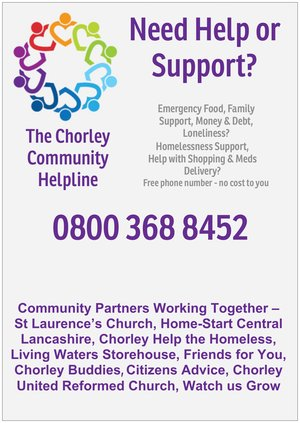 Need Help or
Support?
The Chorley
Community
Helpline
Emergency Food, Family
Support, Money & Debt,
Loneliness?
Homelessness Support,
Help with Shopping & Meds
Delivery?
Free phone number - no cost to you
0800 368 8452
Community Partners Working Together –
St Laurence's Church, Home-Start Central
Lancashire, Chorley Help the Homeless,
Living Waters Storehouse, Friends for You,
Chorley Buddies, Citizens Advice, Chorley
United Reformed Church, Watch us Grow